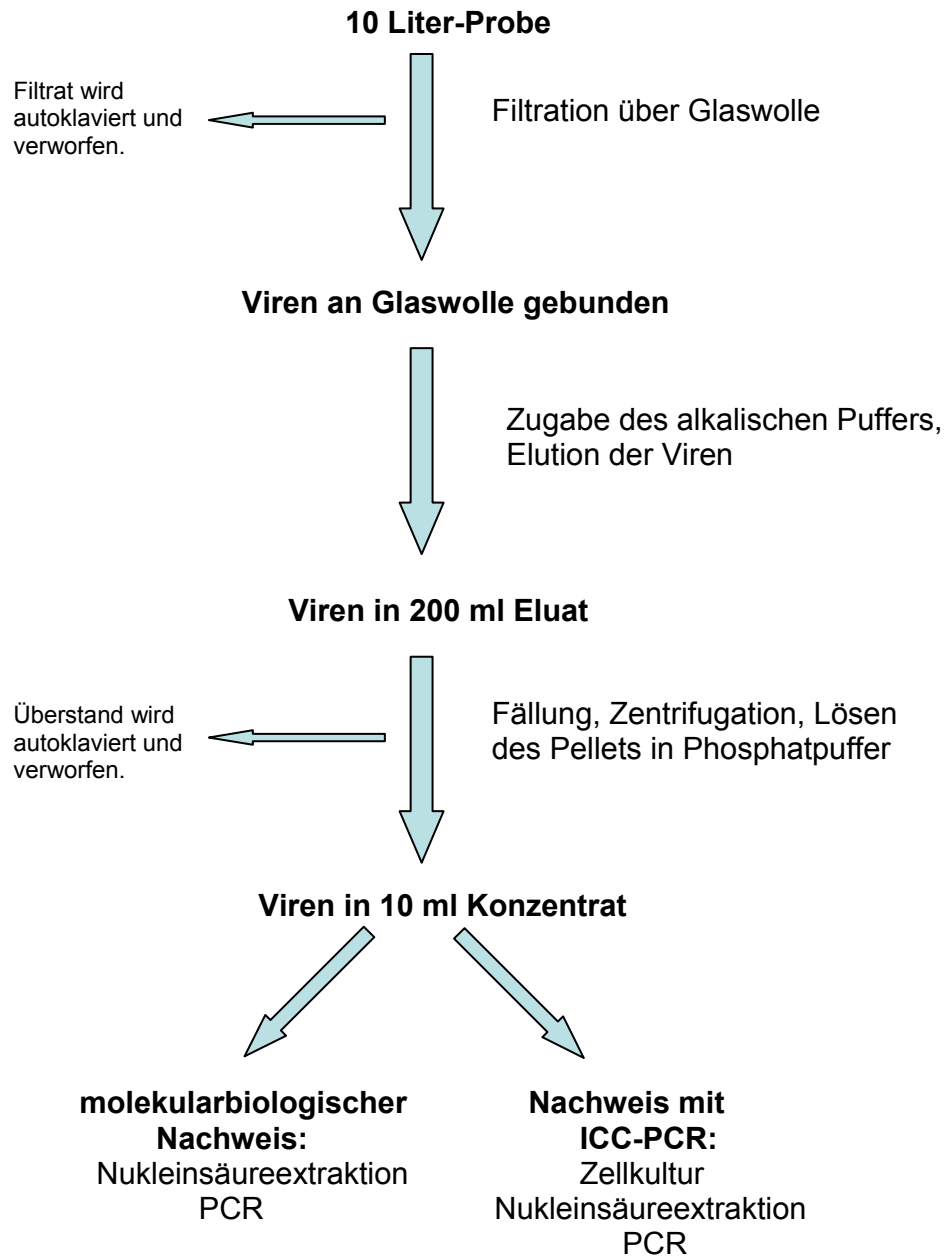 10 Liter-Probe
Filtrat wird
autoklaviert und
verworfen.
Filtration über Glaswolle
Viren an Glaswolle gebunden
Zugabe des alkalischen Puffers,
Elution der Viren
Viren in 200 ml Eluat
Überstand wird
autoklaviert und
verworfen.
Fällung, Zentrifugation, Lösen
des Pellets in Phosphatpuffer
Viren in 10 ml Konzentrat
molekularbiologischer
Nachweis:
Nukleinsäureextraktion
PCR
Nachweis mit
ICC-PCR:
Zellkultur
Nukleinsäureextraktion
PCR